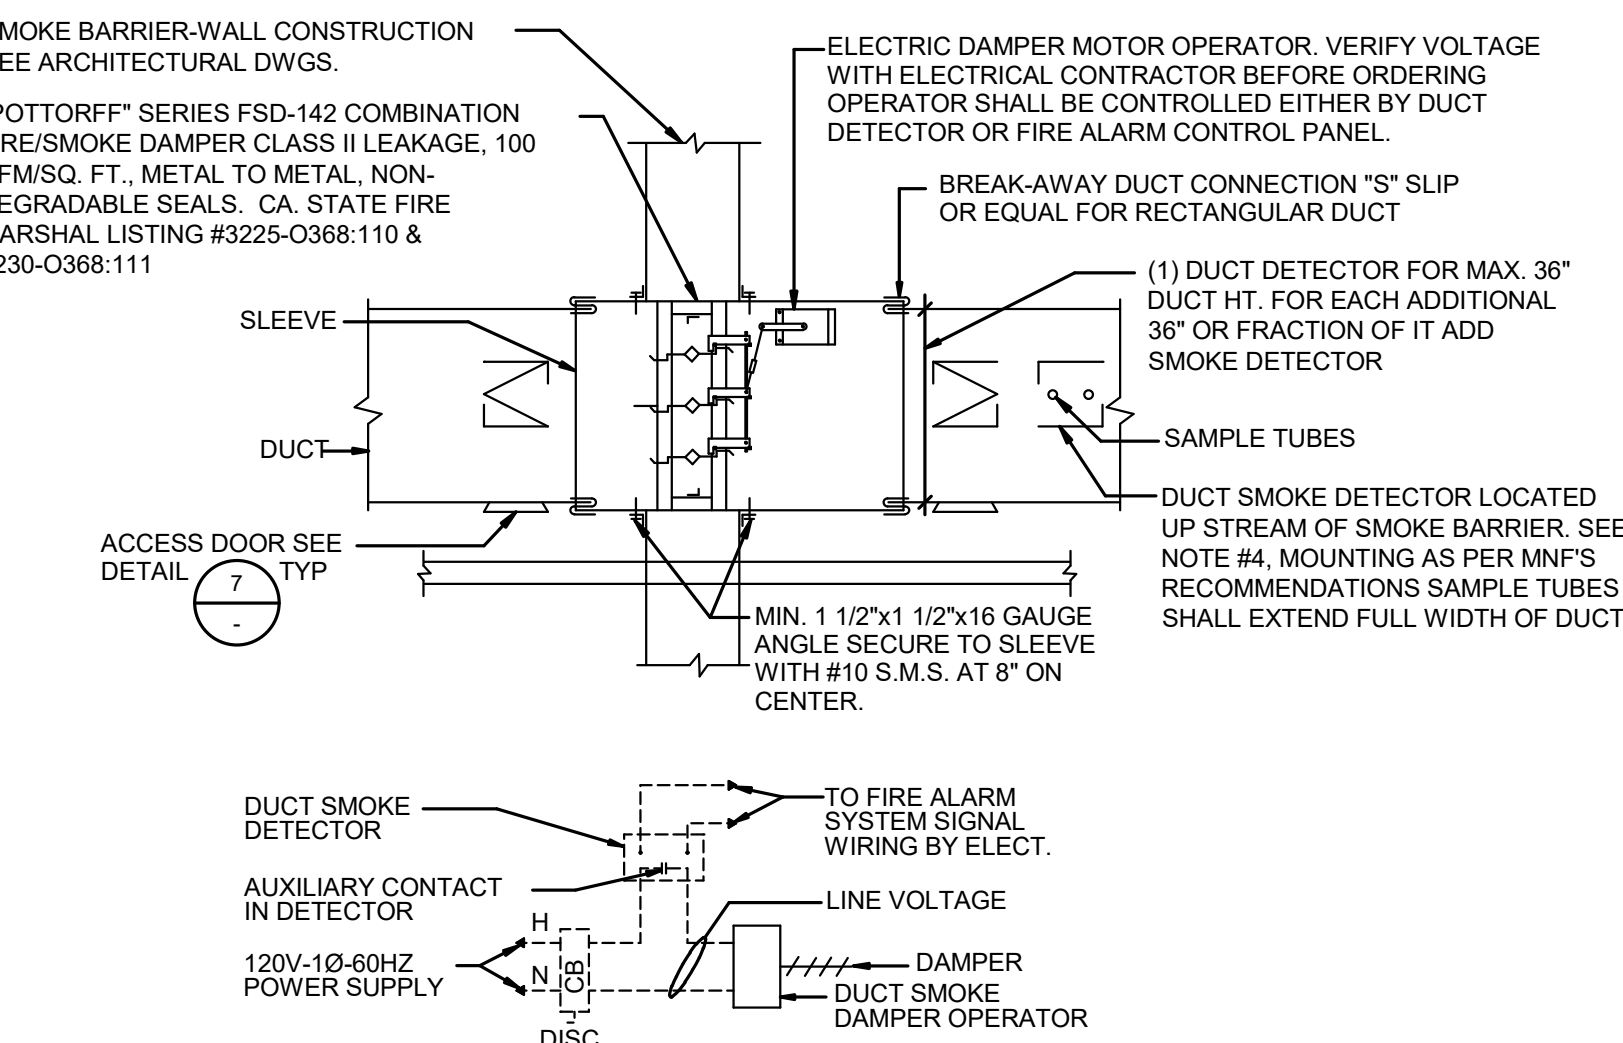 MOKE BARRIER-WALL CONSTRUCTION
EE ARCHITECTURAL DWGS.
POTTORFF" SERIES FSD-142 COMBINATION
RE/SMOKE DAMPER CLASS II LEAKAGE, 100
FM/SQ. FT., METAL TO METAL, NON-
EGRADABLE SEALS. CA. STATE FIRE
ARSHAL LISTING #3225-O368:110 &
230-O368:111
ELECTRIC DAMPER MOTOR OPERATOR. VERIFY VOLTAGE
WITH ELECTRICAL CONTRACTOR BEFORE ORDERING
OPERATOR SHALL BE CONTROLLED EITHER BY DUCT
DETECTOR OR FIRE ALARM CONTROL PANEL.
BREAK-AWAY DUCT CONNECTION "S" SLIP
OR EQUAL FOR RECTANGULAR DUCT
(1) DUCT DETECTOR FOR MAX. 36"
DUCT HT. FOR EACH ADDITIONAL
36" OR FRACTION OF IT ADD
SMOKE DETECTOR
SLEEVE
DUCT
SAMPLE TUBES
DUCT SMOKE DETECTOR LOCATED
UP STREAM OF SMOKE BARRIER. SEE
NOTE #4, MOUNTING AS PER MNF'S
RECOMMENDATIONS SAMPLE TUBES
SHALL EXTEND FULL WIDTH OF DUCT
ACCESS DOOR SEE
DETAIL 7 TYP
-
MIN. 1 1/2"x1 1/2"x16 GAUGE
ANGLE SECURE TO SLEEVE
WITH #10 S.M.S. AT 8" ON
CENTER.
DUCT SMOKE
DETECTOR
TO FIRE ALARM
SYSTEM SIGNAL
WIRING BY ELECT.
AUXILIARY CONTACT
IN DETECTOR
LINE VOLTAGE
H
N
CB
120V-1Ø-60HZ
POWER SUPPLY
DAMPER
DUCT SMOKE
DAMPER OPERATOR
DISC